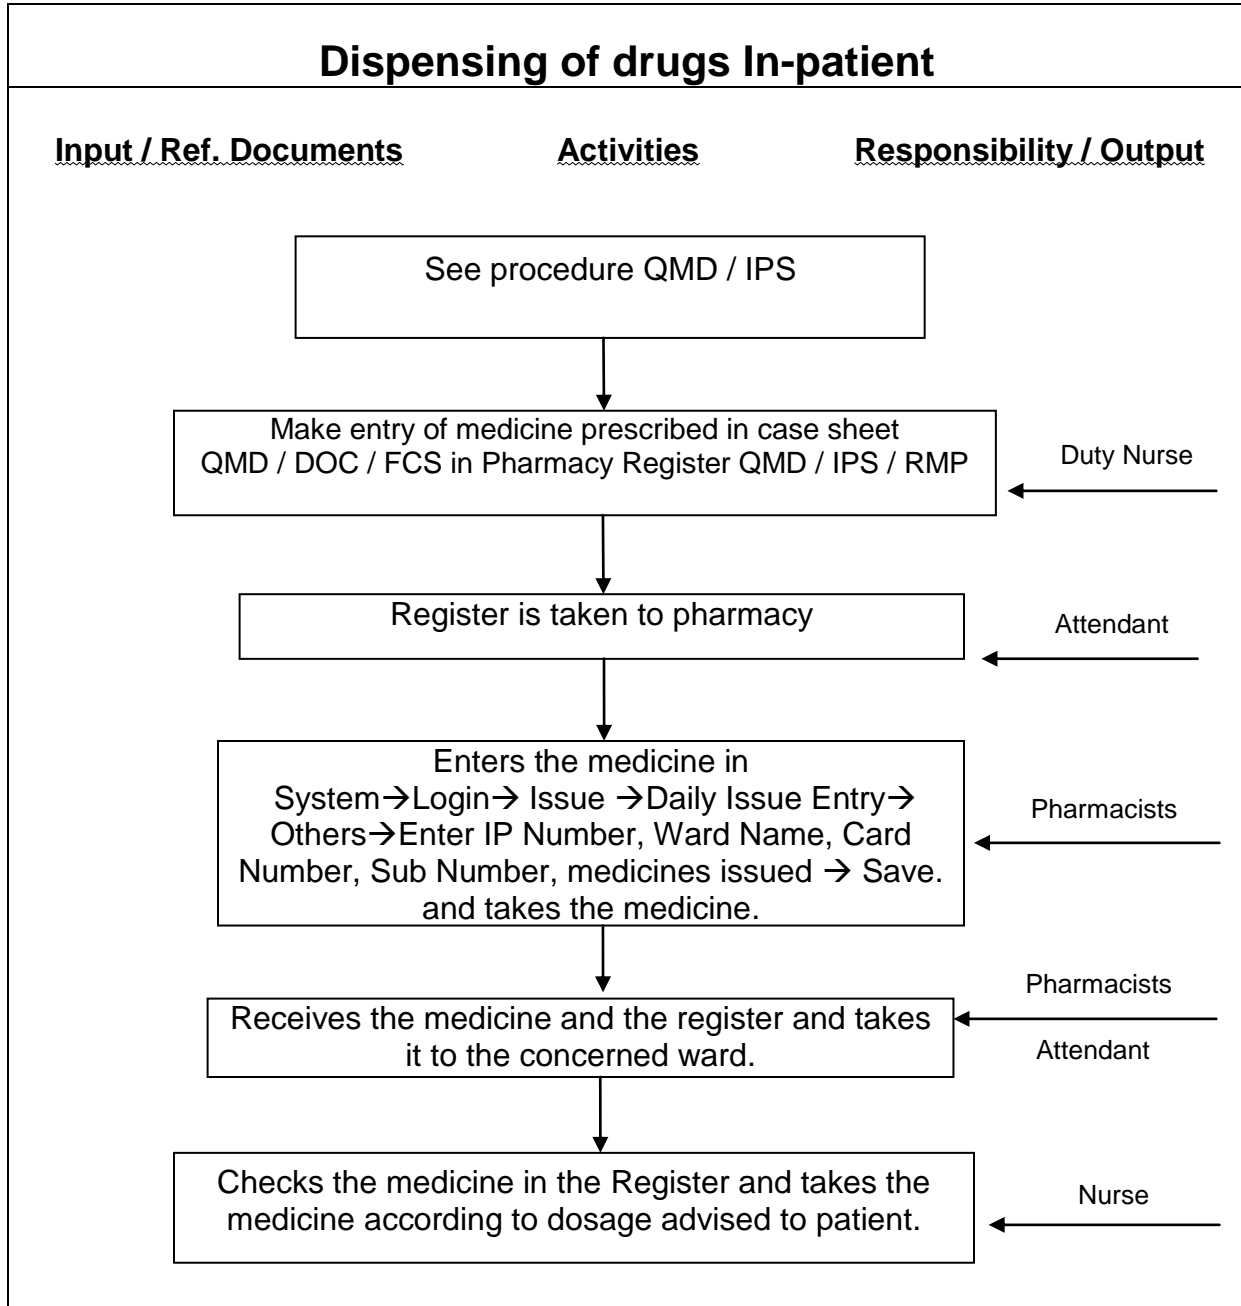 Dispensing of drugs In-patient
Input / Ref. Documents Activities Responsibility / Output
See procedure QMD / IPS
Make entry of medicine prescribed in case sheet
QMD / DOC / FCS in Pharmacy Register QMD / IPS / RMP
Duty Nurse
Register is taken to pharmacy
Attendant
Enters the medicine in
System→Login→ Issue →Daily Issue Entry→
Others→Enter IP Number, Ward Name, Card
Number, Sub Number, medicines issued → Save.
and takes the medicine.
Pharmacists
Receives the medicine and the register and takes
it to the concerned ward.
Pharmacists
Attendant
Checks the medicine in the Register and takes the
medicine according to dosage advised to patient.
Nurse